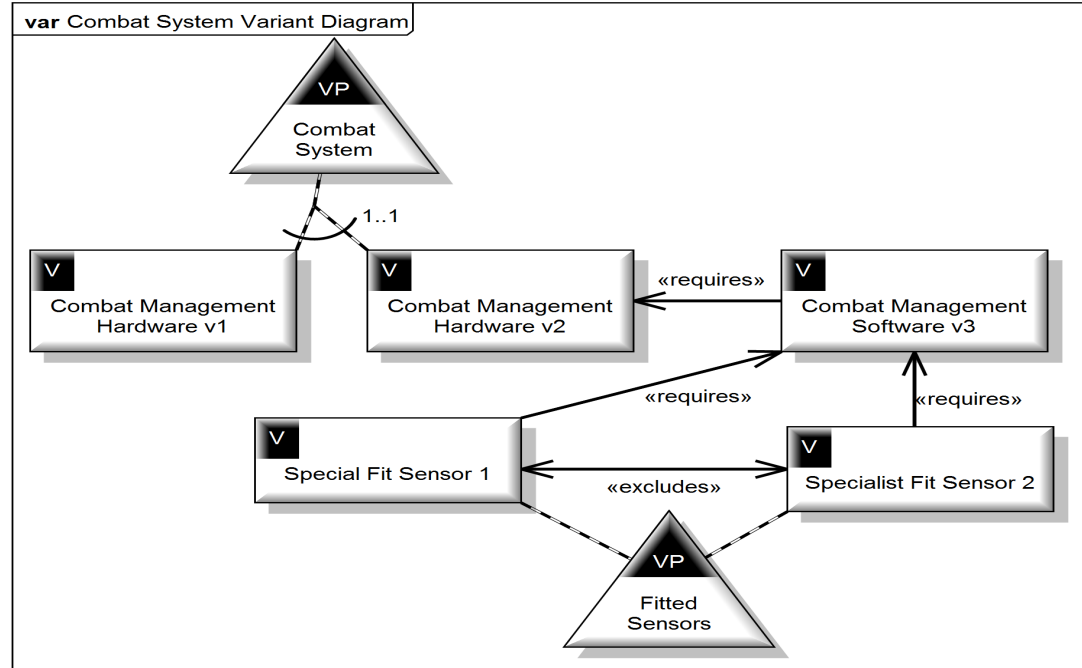 var Combat System Variant Diagram
VP
Combat
System
1..1
V
Combat Management
Hardware v1
V
Combat Management
Hardware v2
«requires»
V
Combat Management
Software v3
«requires»
«requires»
V
Special Fit Sensor 1
«excludes»
V
Specialist Fit Sensor 2
VP
Fitted
Sensors